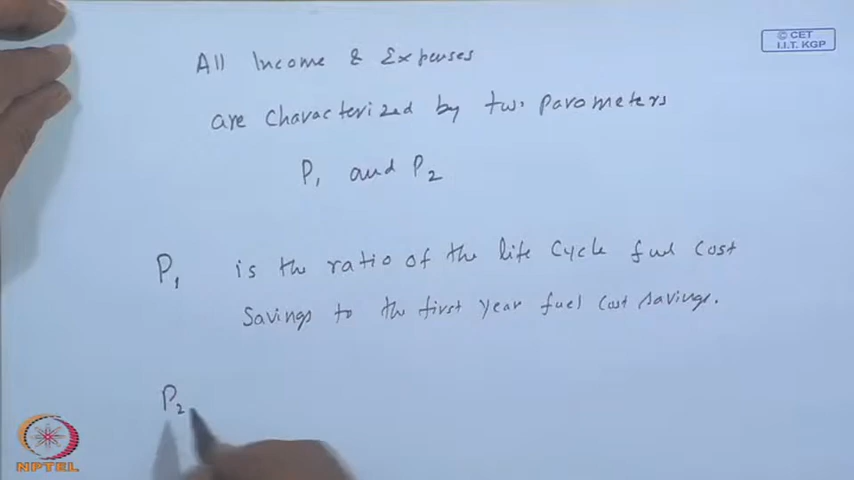 © CET
I.I.T. KGP
All Income & Expenses
are characterized by two parameters
P1 and P2
P1 is the ratio of the life cycle fuel cost
Savings to the first year fuel cost savings.
P2
NPTEL